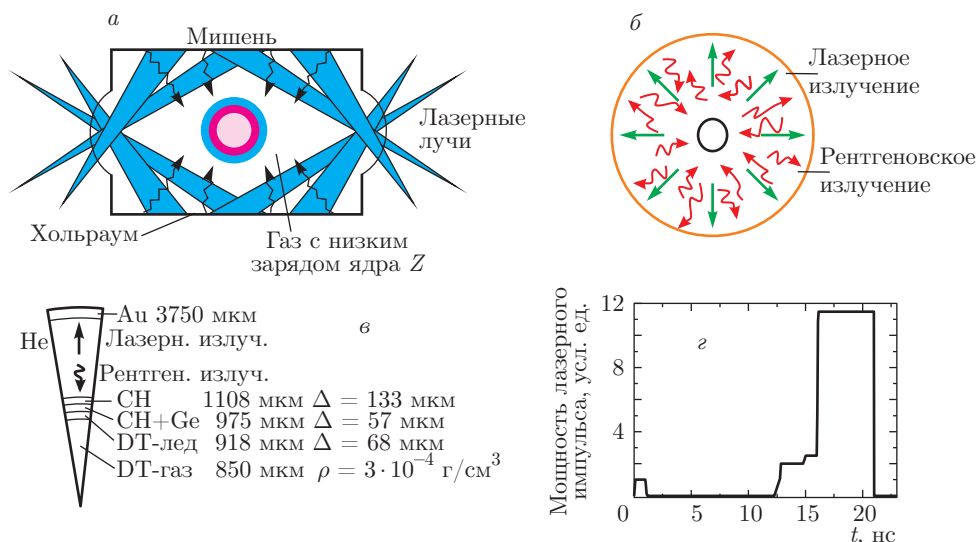 а
Мишень
Лазерные
лучи
Хольраум
Газ с низким
зарядом ядра Z
б
Лазерное
излучение
Рентгеновское
излучение
в
Au 3750 мкм
He
Лазерн. излуч.
Рентген. излуч.
CH 1108 мкм Δ = 133 мкм
CH+Ge 975 мкм Δ = 57 мкм
DT-лед 918 мкм Δ = 68 мкм
DT-газ 850 мкм ρ = 3·10⁻⁴ г/см³
г
Мощность лазерного
импульса, усл. ед.
12
8
4
2
0 5 10 15 20
t, нс